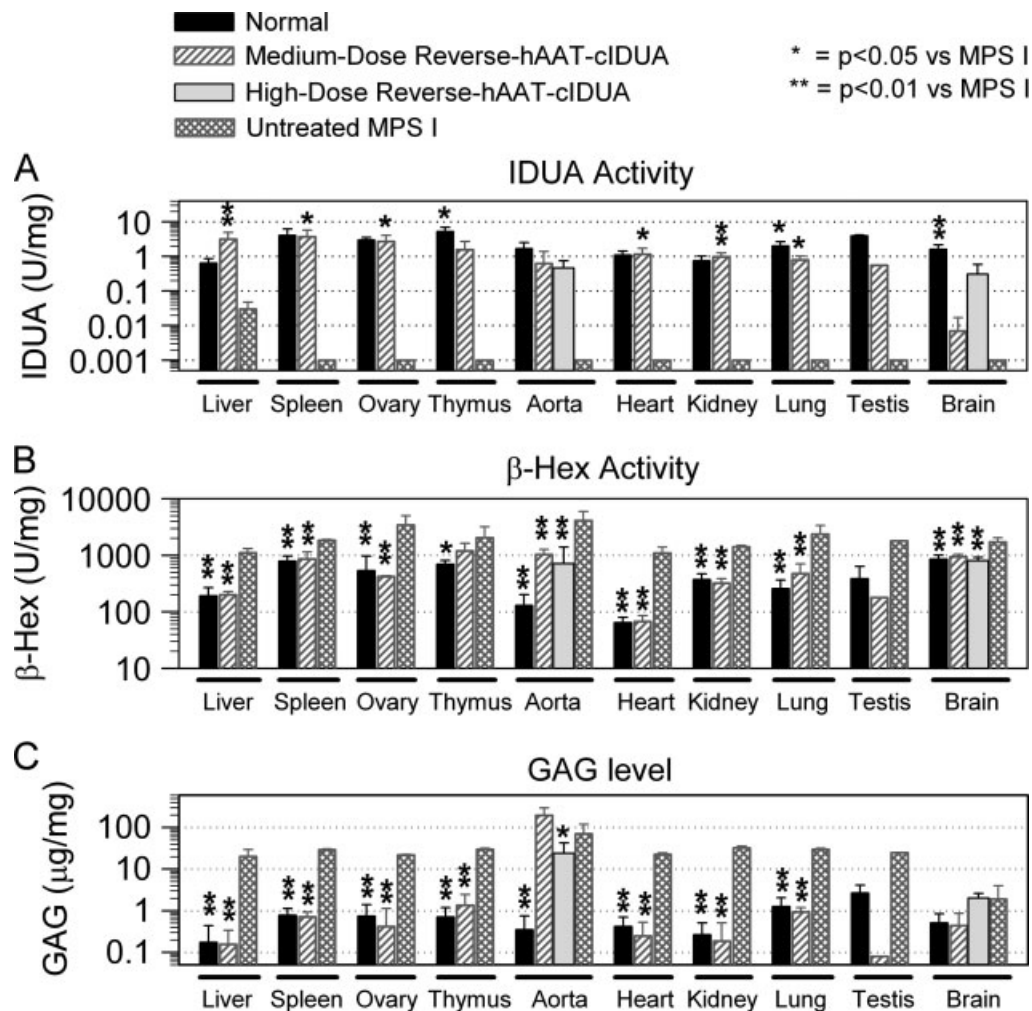 Normal
Medium-Dose Reverse-hAAT-cIDUA
High-Dose Reverse-hAAT-cIDUA
Untreated MPS I
* = p<0.05 vs MPS I
** = p<0.01 vs MPS I
A
IDUA Activity
IDUA (U/mg)
10
1
0.1
0.01
0.001
** * * * * ** * * **
Liver Spleen Ovary Thymus Aorta Heart Kidney Lung Testis Brain
B
β-Hex Activity
β-Hex (U/mg)
10000
1000
100
10
** ** ** ** ** ** * ** ** ** ** ** ** ** ** ** ** ** **
Liver Spleen Ovary Thymus Aorta Heart Kidney Lung Testis Brain
C
GAG level
GAG (µg/mg)
100
10
1
0.1
** ** ** ** ** ** ** ** ** * ** ** ** ** ** **
Liver Spleen Ovary Thymus Aorta Heart Kidney Lung Testis Brain